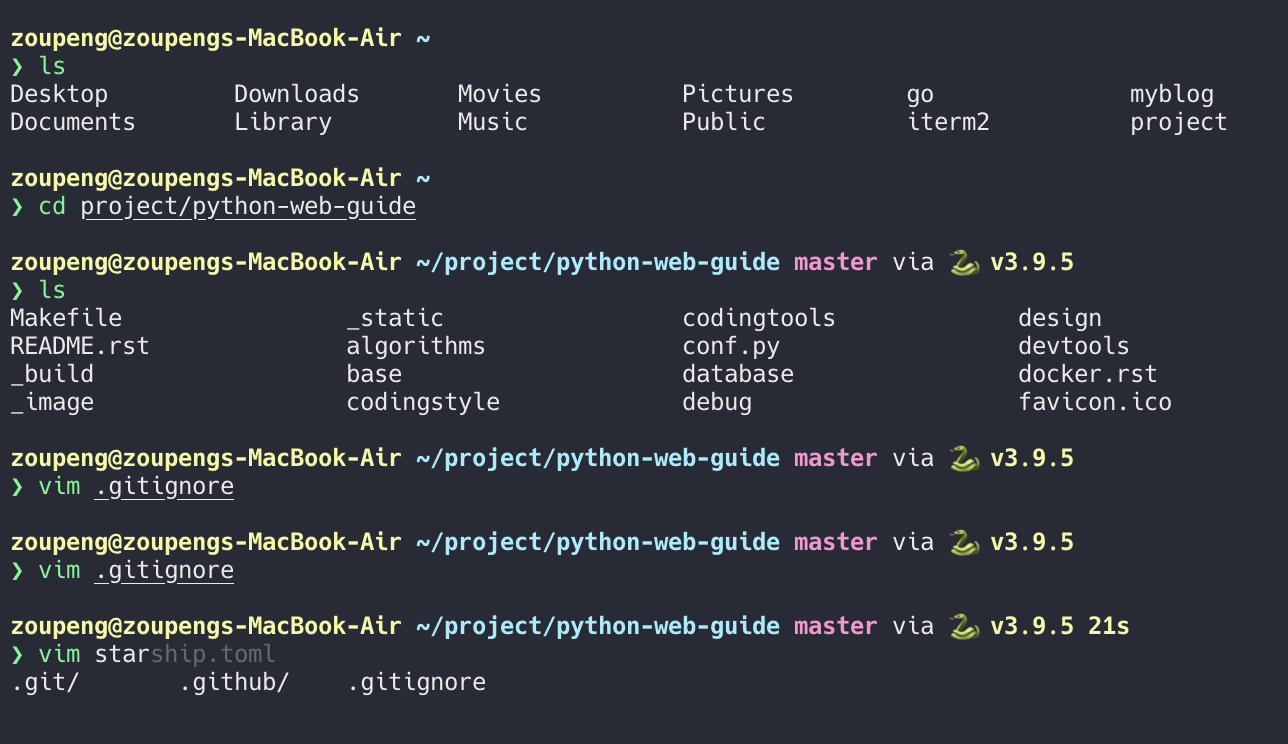 zoupeng@zoupengs-MacBook-Air ~
❯ ls
Desktop Downloads Movies Pictures go myblog
Documents Library Music Public iterm2 project
zoupeng@zoupengs-MacBook-Air ~
❯ cd project/python-web-guide
zoupeng@zoupengs-MacBook-Air ~/project/python-web-guide master via 🐍 v3.9.5
❯ ls
Makefile _static codingtools design
README.rst algorithms conf.py devtools
_build base database docker.rst
_image codingstyle debug favicon.ico
zoupeng@zoupengs-MacBook-Air ~/project/python-web-guide master via 🐍 v3.9.5
❯ vim .gitignore
zoupeng@zoupengs-MacBook-Air ~/project/python-web-guide master via 🐍 v3.9.5
❯ vim .gitignore
zoupeng@zoupengs-MacBook-Air ~/project/python-web-guide master via 🐍 v3.9.5 21s
❯ vim starship.toml
.git/ .github/ .gitignore